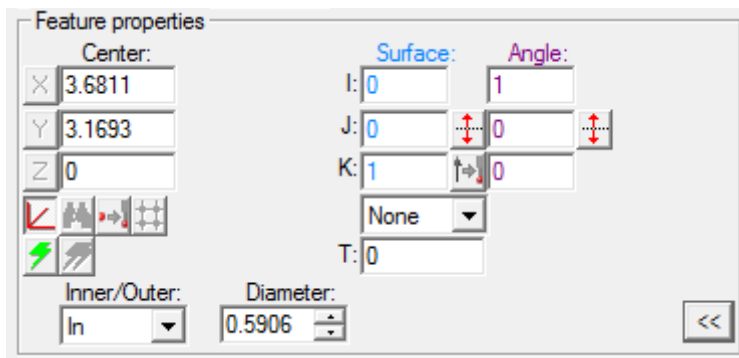 Feature properties
Center: Surface: Angle:
X 3.6811 I: 0 1
Y 3.1693 J: 0 0
Z 0 K: 1 0
None
T: 0
Inner/Outer: Diameter:
In 0.5906 <<